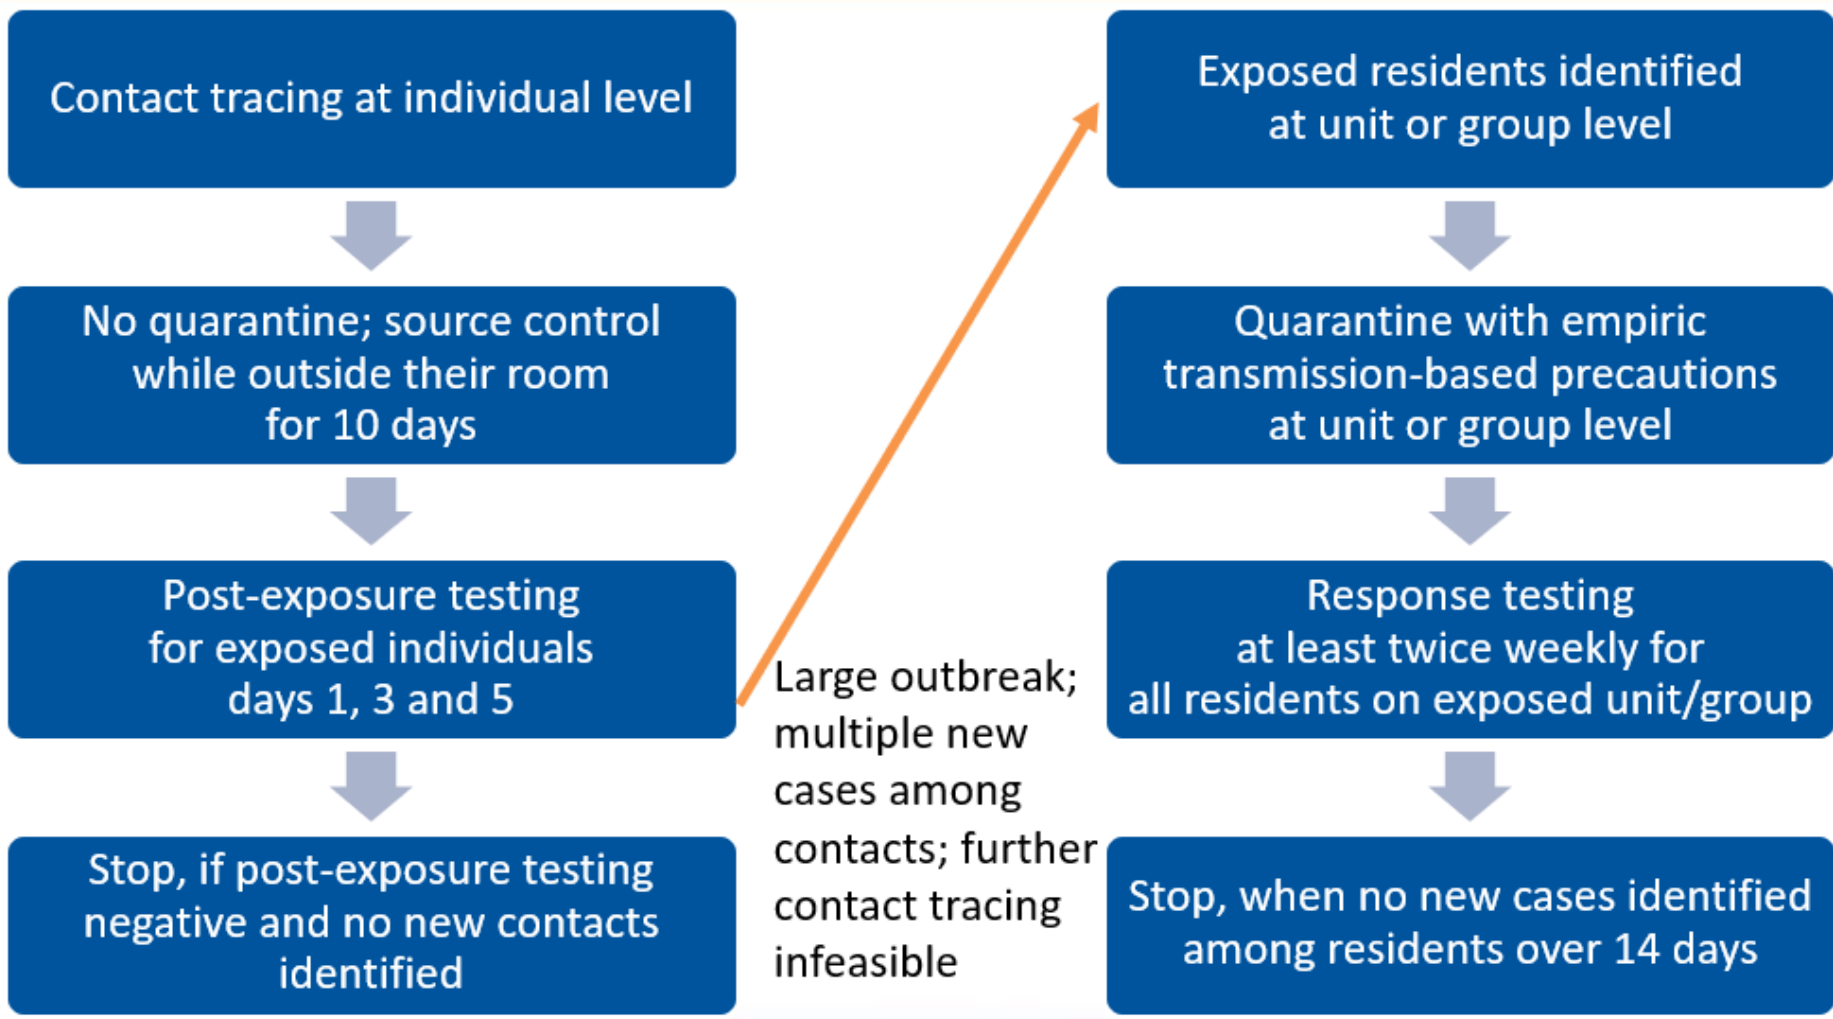 Contact tracing at individual level
No quarantine; source control
while outside their room
for 10 days
Post-exposure testing
for exposed individuals
days 1, 3 and 5
Stop, if post-exposure testing
negative and no new contacts
identified
Large outbreak;
multiple new
cases among
contacts; further
contact tracing
infeasible
Exposed residents identified
at unit or group level
Quarantine with empiric
transmission-based precautions
at unit or group level
Response testing
at least twice weekly for
all residents on exposed unit/group
Stop, when no new cases identified
among residents over 14 days